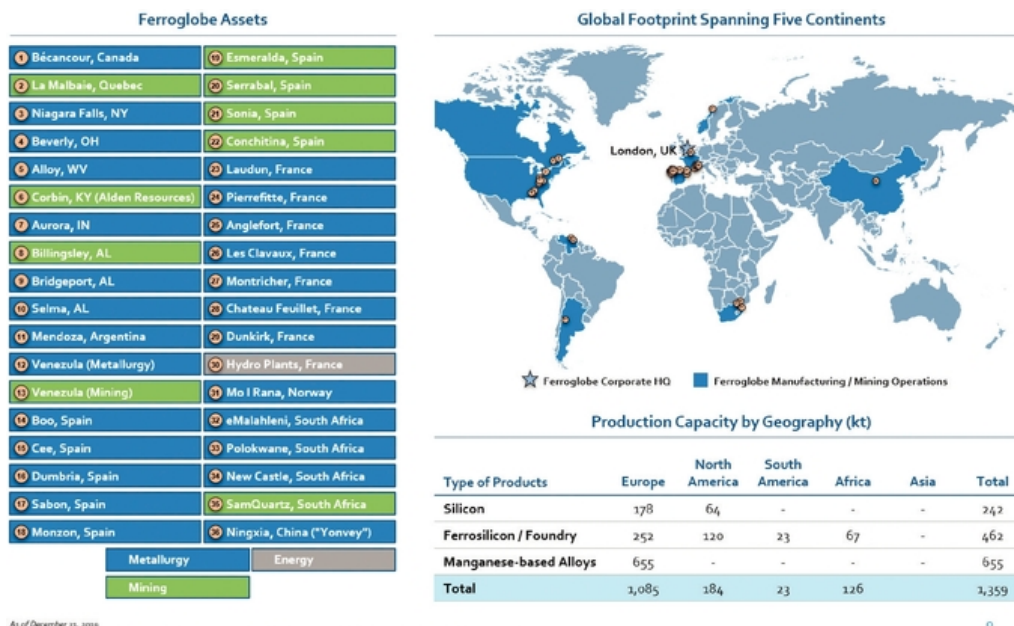 Ferroglobe Assets
1 Bécancour, Canada
2 La Malbaie, Quebec
3 Niagara Falls, NY
4 Beverly, OH
5 Alloy, WV
6 Corbin, KY (Alden Resources)
7 Aurora, IN
8 Billingsley, AL
9 Bridgeport, AL
10 Selma, AL
11 Mendoza, Argentina
12 Venezula (Metallurgy)
13 Venezula (Mining)
14 Boo, Spain
15 Cee, Spain
16 Dumbria, Spain
17 Sabon, Spain
18 Monzon, Spain
19 Esmeralda, Spain
20 Serrabal, Spain
21 Sonia, Spain
22 Conchitina, Spain
23 Laudun, France
24 Pierrefitte, France
25 Anglefort, France
26 Les Clavaux, France
27 Montricher, France
28 Chateau Feuillet, France
29 Dunkirk, France
30 Hydro Plants, France
31 Mo I Rana, Norway
32 eMalahleni, South Africa
33 Polokwane, South Africa
34 New Castle, South Africa
35 SamQuartz, South Africa
36 Ningxia, China ("Yonvey")
Metallurgy
Energy
Mining
Global Footprint Spanning Five Continents
London, UK
Ferroglobe Corporate HQ
Ferroglobe Manufacturing / Mining Operations
Production Capacity by Geography (kt)
Type of Products Europe North America South America Africa Asia Total
Silicon 178 64 - - - 242
Ferrosilicon / Foundry 252 120 23 67 - 462
Manganese-based Alloys 655 - - - - 655
Total 1,085 184 23 126 1,359
As of December